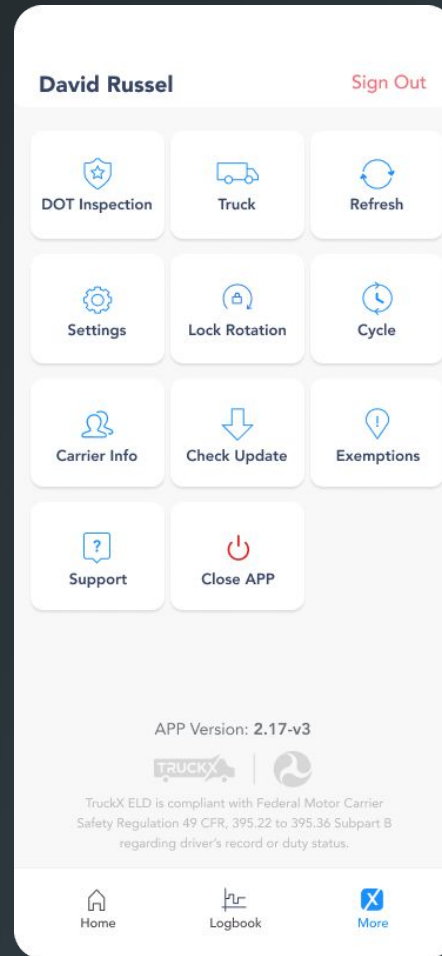 David Russel
Sign Out
DOT Inspection
Truck
Refresh
Settings
Lock Rotation
Cycle
Carrier Info
Check Update
Exemptions
?
Support
Close APP
APP Version: 2.17-v3
TRUCKX
TruckX ELD is compliant with Federal Motor Carrier
Safety Regulation 49 CFR, 395.22 to 395.36 Subpart B
regarding driver's record or duty status.
Home
Logbook
More